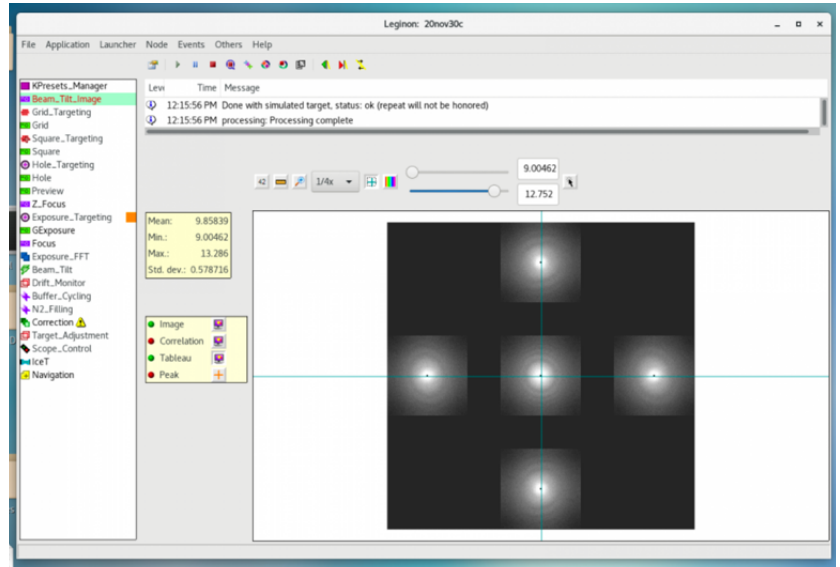 Leginon: 20nov30c
File Application Launcher Node Events Others Help
KPresets_Manager
Beam_Tilt_Image
Grid_Targeting
Grid
Square_Targeting
Square
Hole_Targeting
Hole
Preview
Z_Focus
Exposure_Targeting
GExposure
Focus
Exposure_FFT
Beam_Tilt
Drift_Monitor
Buffer_Cycling
N2_Filling
Correction
Target_Adjustment
Scope_Control
IceT
Navigation
Leve Time Message
12:15:56 PM Done with simulated target, status: ok (repeat will not be honored)
12:15:56 PM processing: Processing complete
1/4x
9.00462
12.752
Mean: 9.85839
Min.: 9.00462
Max.: 13.286
Std. dev.: 0.578716
Image
Correlation
Tableau
Peak